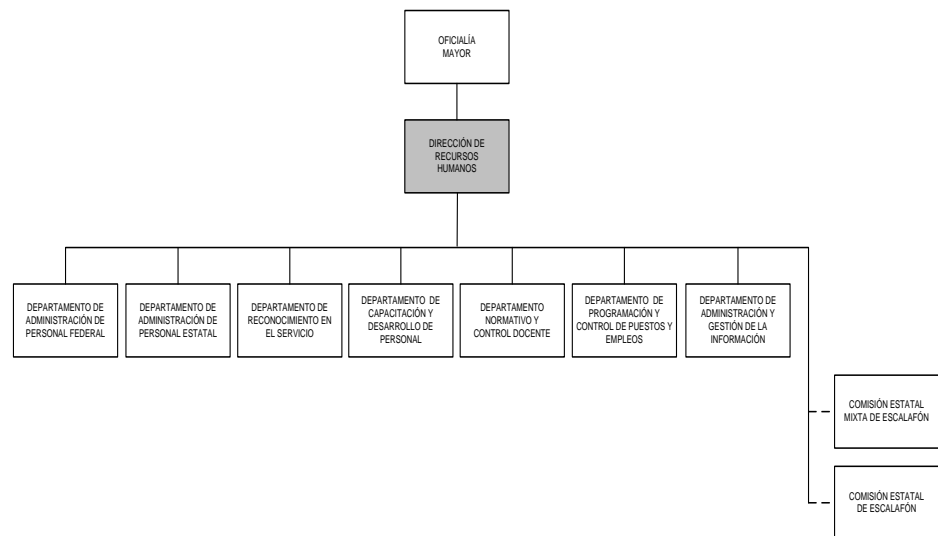 OFICIALÍA
MAYOR
DIRECCIÓN DE
RECURSOS
HUMANOS
DEPARTAMENTO DE
ADMINISTRACIÓN DE
PERSONAL FEDERAL
DEPARTAMENTO DE
ADMINISTRACIÓN DE
PERSONAL ESTATAL
DEPARTAMENTO DE
RECONOCIMIENTO EN
EL SERVICIO
DEPARTAMENTO DE
CAPACITACIÓN Y
DESARROLLO DE
PERSONAL
DEPARTAMENTO
NORMATIVO Y
CONTROL DOCENTE
DEPARTAMENTO DE
PROGRAMACIÓN Y
CONTROL DE PUESTOS Y
EMPLEOS
DEPARTAMENTO DE
ADMINISTRACIÓN Y
GESTIÓN DE LA
INFORMACIÓN
COMISIÓN ESTATAL
MIXTA DE ESCALAFÓN
COMISIÓN ESTATAL
DE ESCALAFÓN